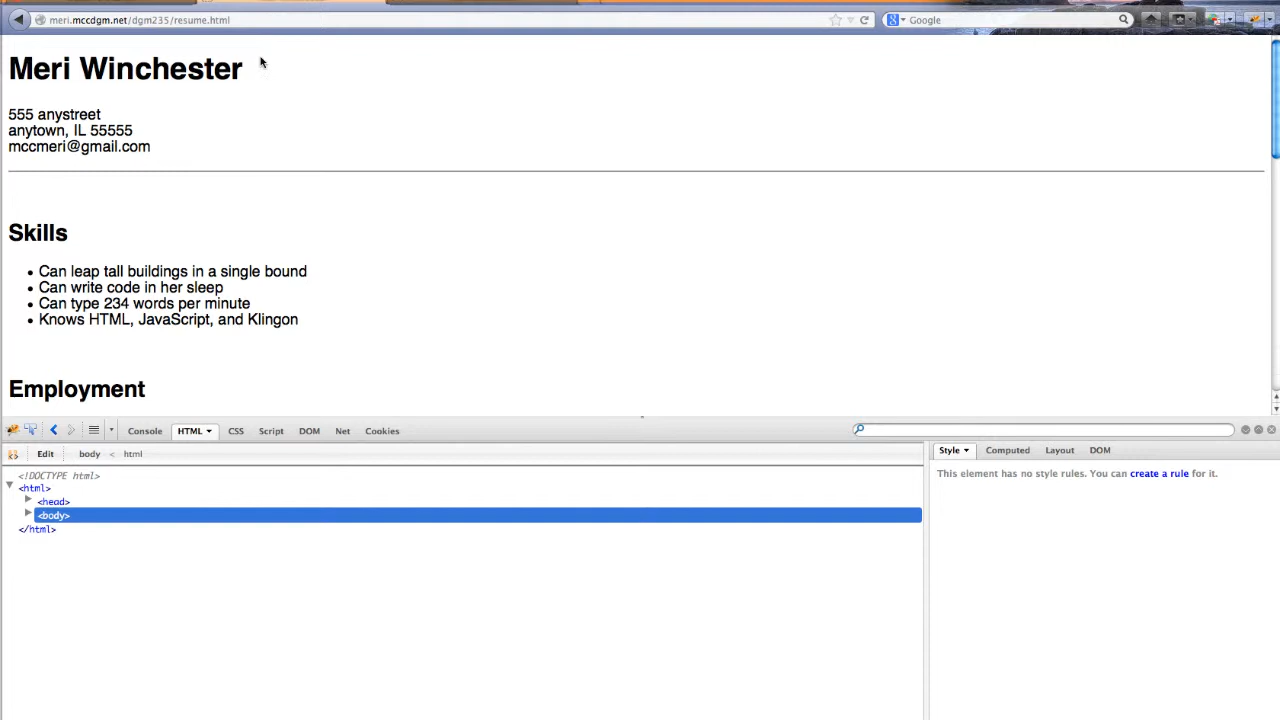 meri.mccdgm.net/dgm235/resume.html
Google
Meri Winchester
555 anystreet
anytown, IL 55555
mccmeri@gmail.com
Skills
• Can leap tall buildings in a single bound
• Can write code in her sleep
• Can type 234 words per minute
• Knows HTML, JavaScript, and Klingon
Employment
Console HTML CSS Script DOM Net Cookies
Edit body < html
Style Computed Layout DOM
<!DOCTYPE html>
<html>
<head>
<body>
</html>
This element has no style rules. You can create a rule for it.